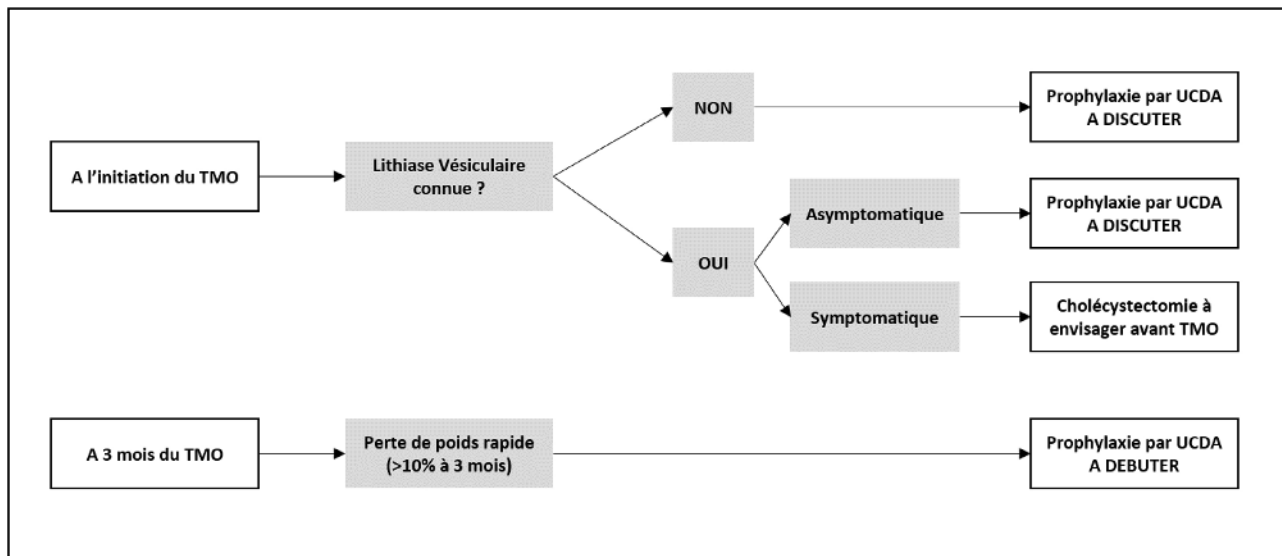 NON
Prophylaxie par UCDA
A DISCUTER
A l’initiation du TMO
Lithiase Vésiculaire
connue ?
Asymptomatique
Prophylaxie par UCDA
A DISCUTER
OUI
Symptomatique
Cholécystectomie à
envisager avant TMO
A 3 mois du TMO
Perte de poids rapide
(>10% à 3 mois)
Prophylaxie par UCDA
A DEBUTER